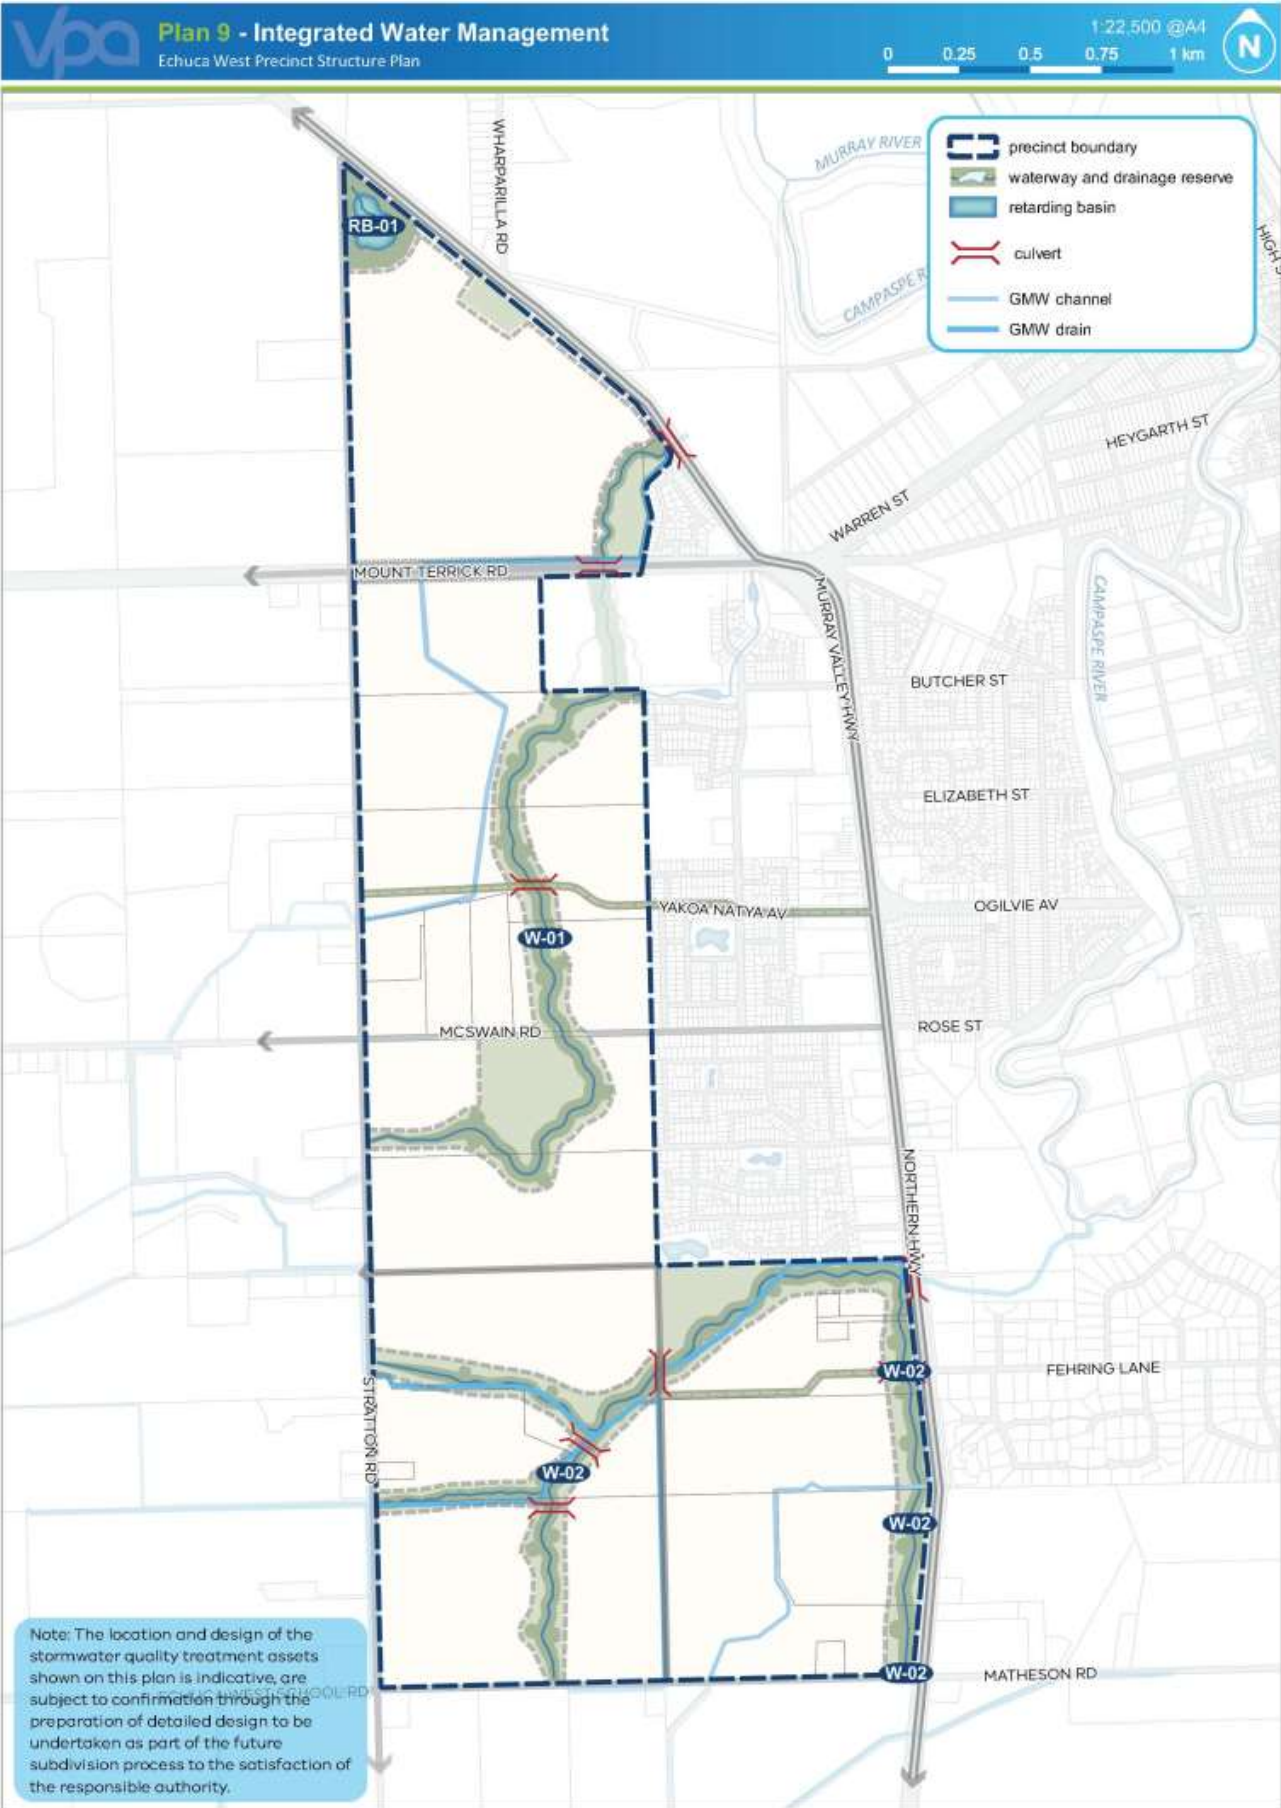 vpa
Plan 9 - Integrated Water Management
Echuca West Precinct Structure Plan
1:22,500 @A4
0 0.25 0.5 0.75 1 km
N
precinct boundary
waterway and drainage reserve
retarding basin
culvert
GMW channel
GMW drain
WHARPARILLA RD
MURRAY RIVER
HIGH
RB-01
CAMPASPE
HEYGARTH ST
WARREN ST
MOUNT TERRICK RD
MURRAY VALLEY HWY
CAMPASPE RIVER
BUTCHER ST
ELIZABETH ST
YAKOA NATYA AV
OGILVIE AV
W-01
MCSWAIN RD
ROSE ST
NORTHERN HWY
W-02
FEHRING LANE
STRATTON RD
W-02
W-02
W-02
MATHESON RD
SCHOOL RD
Note: The location and design of the
stormwater quality treatment assets
shown on this plan is indicative, are
subject to confirmation through the
preparation of detailed design to be
undertaken as part of the future
subdivision process to the satisfaction of
the responsible authority.